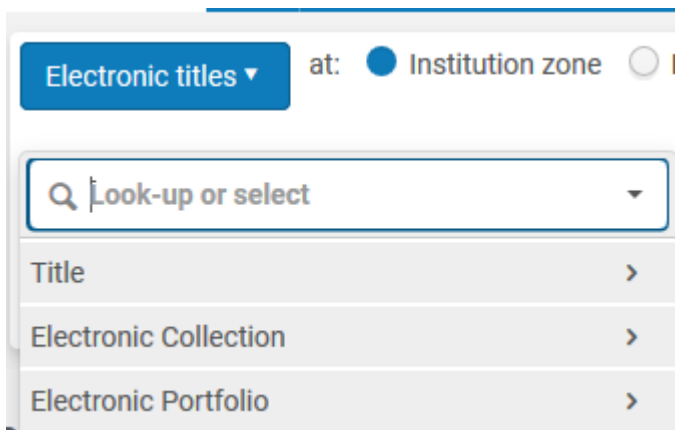 Electronic titles at: Institution zone
Look-up or select
Title
Electronic Collection
Electronic Portfolio